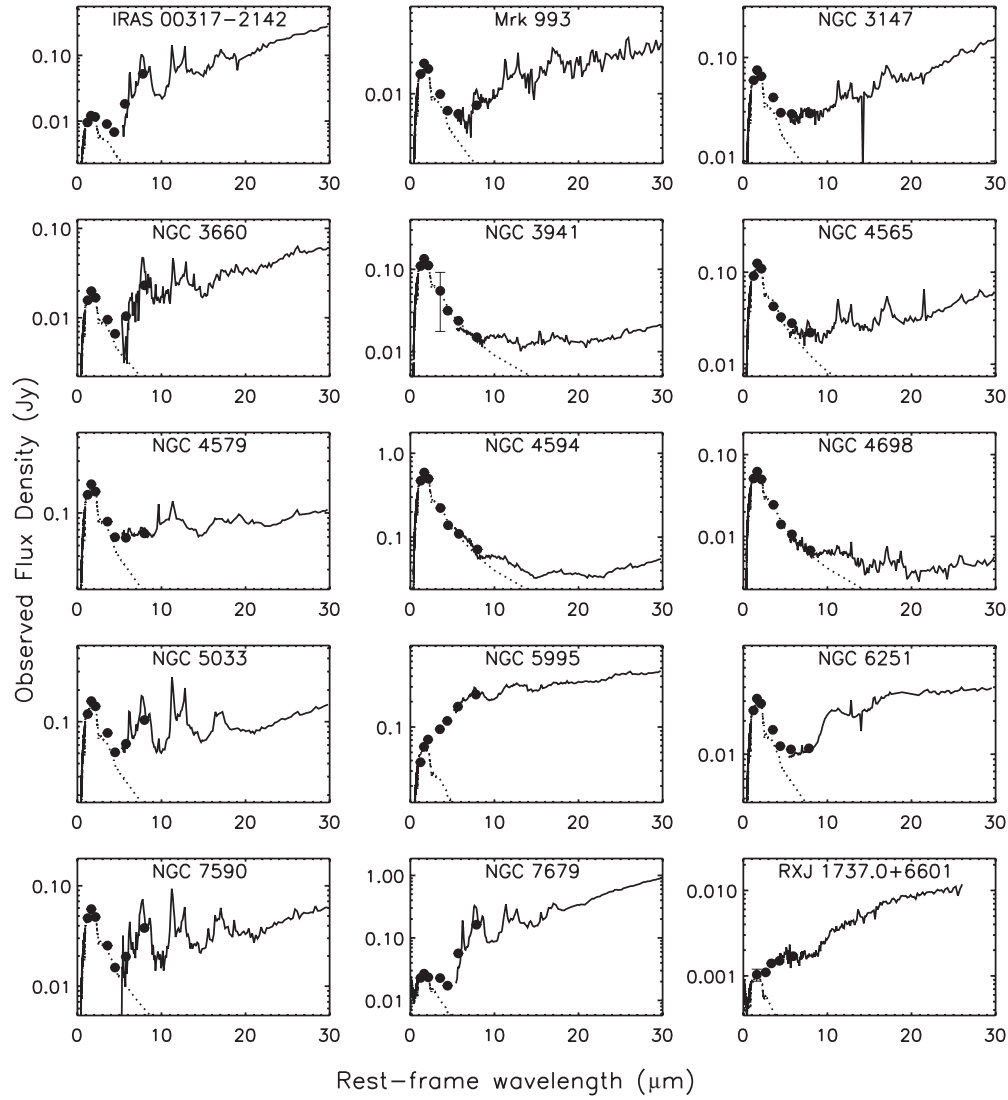 IRAS 00317-2142
Mrk 993
NGC 3147
0.10
0.01
0.01
0.10
0.01
0 10 20 30
0 10 20 30
0 10 20 30
NGC 3660
NGC 3941
NGC 4565
0.10
0.01
0.10
0.01
0.10
0.01
0 10 20 30
0 10 20 30
0 10 20 30
Observed Flux Density (Jy)
NGC 4579
NGC 4594
NGC 4698
0.1
1.0
0.1
0.10
0.01
0 10 20 30
0 10 20 30
0 10 20 30
NGC 5033
NGC 5995
NGC 6251
0.1
0.1
0.01
0 10 20 30
0 10 20 30
0 10 20 30
NGC 7590
NGC 7679
RXJ 1737.0+6601
0.10
0.01
1.00
0.10
0.01
0.010
0.001
0 10 20 30
0 10 20 30
0 10 20 30
Rest-frame wavelength (μm)